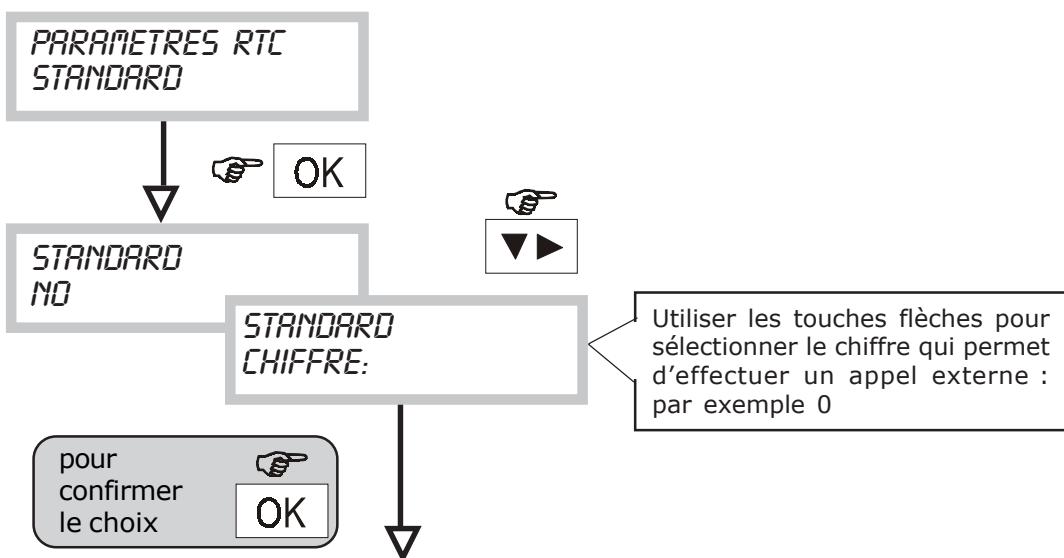 PARAMETRES RTC
STANDARD
OK
STANDARD
NO
▼►
STANDARD
CHIFFRE:
Utiliser les touches flèches pour
sélectionner le chiffre qui permet
d'effectuer un appel externe :
par exemple 0
pour
confirmer
le choix
OK